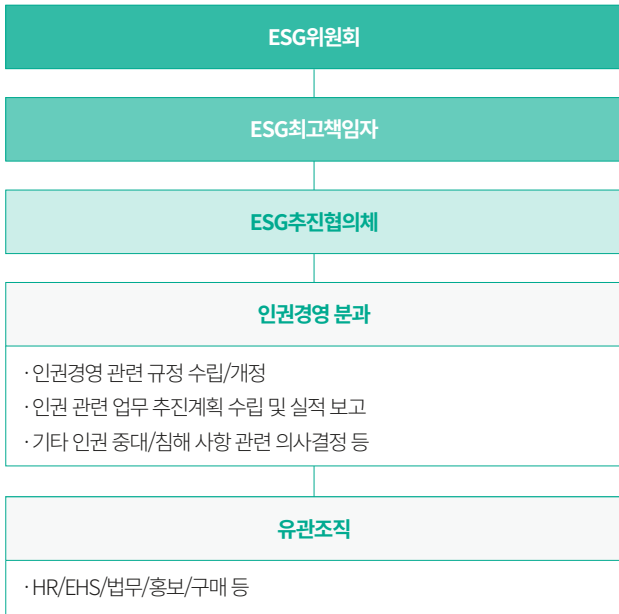 ESG위원회
ESG최고책임자
ESG추진협의체
인권경영 분과
·인권경영 관련 규정 수립/개정
·인권 관련 업무 추진계획 수립 및 실적 보고
·기타 인권 중대/침해 사항 관련 의사결정 등
유관조직
·HR/EHS/법무/홍보/구매 등